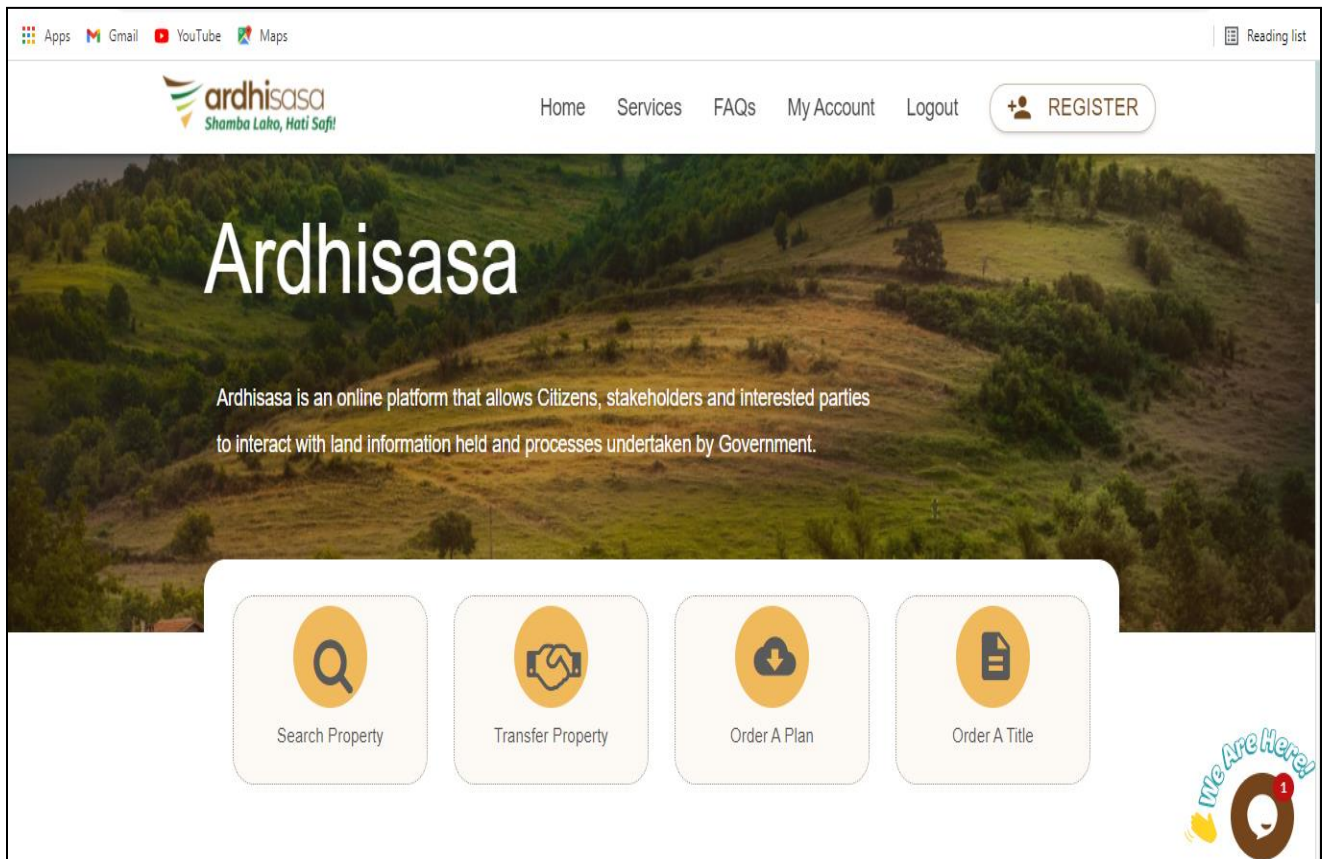 Apps Gmail YouTube Maps Reading list
ardhisasa
Shamba Lako, Hati Safi!
Home Services FAQs My Account Logout REGISTER
Ardhisasa
Ardhisasa is an online platform that allows Citizens, stakeholders and interested parties
to interact with land information held and processes undertaken by Government.
Search Property Transfer Property Order A Plan Order A Title
We Are Here!
1